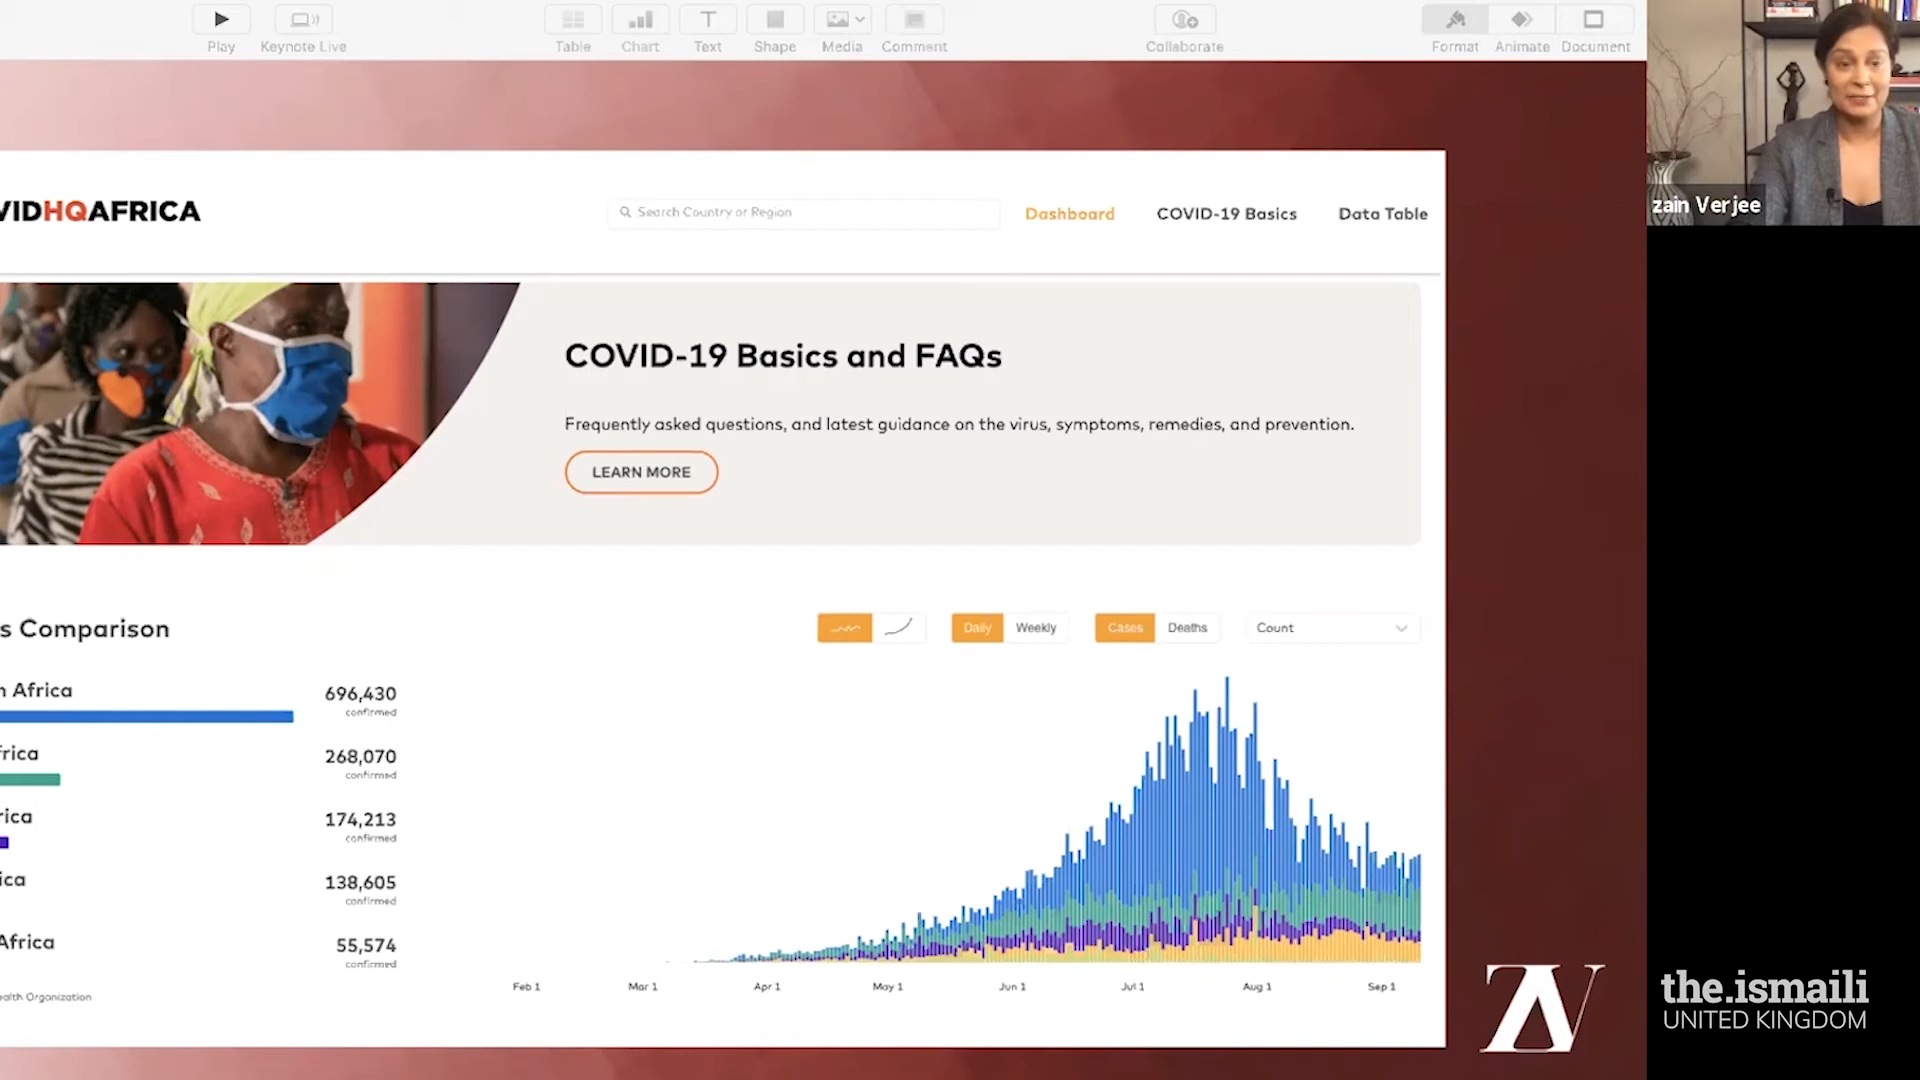 Play
Keynote Live
Table
Chart
Text
Shape
Media
Comment
Collaborate
Format
Animate
Document
zain Verjee
VIDHQAFRICA
Search Country or Region
Dashboard
COVID-19 Basics
Data Table
COVID-19 Basics and FAQs
Frequently asked questions, and latest guidance on the virus, symptoms, remedies, and prevention.
LEARN MORE
s Comparison
Daily
Weekly
Cases
Deaths
Count
n Africa
696,430
confirmed
frica
268,070
confirmed
rica
174,213
confirmed
ica
138,605
confirmed
Africa
55,574
confirmed
Feb 1
Mar 1
Apr 1
May 1
Jun 1
Jul 1
Aug 1
Sep 1
ealth Organization
ZV
the.ismaili
UNITED KINGDOM